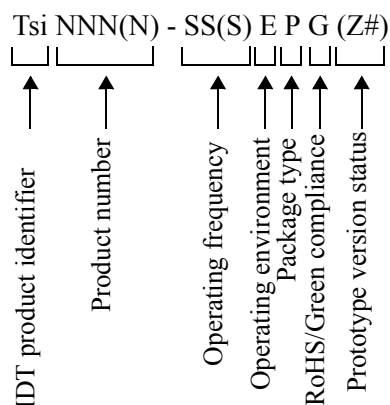 Tsi NNN(N) - SS(S) E P G (Z#)
IDT product identifier
Product number
Operating frequency
Operating environment
Package type
RoHS/Green compliance
Prototype version status